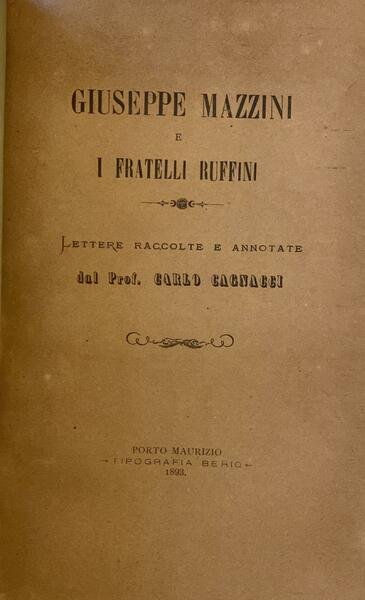 GIUSEPPE MAZZINI
E
I FRATELLI RUFFINI
LETTERE RACCOLTE E ANNOTATE
dal Prof. CARLO CAGNACCI
PORTO MAURIZIO
TIPOGRAFIA BERIO
1893.